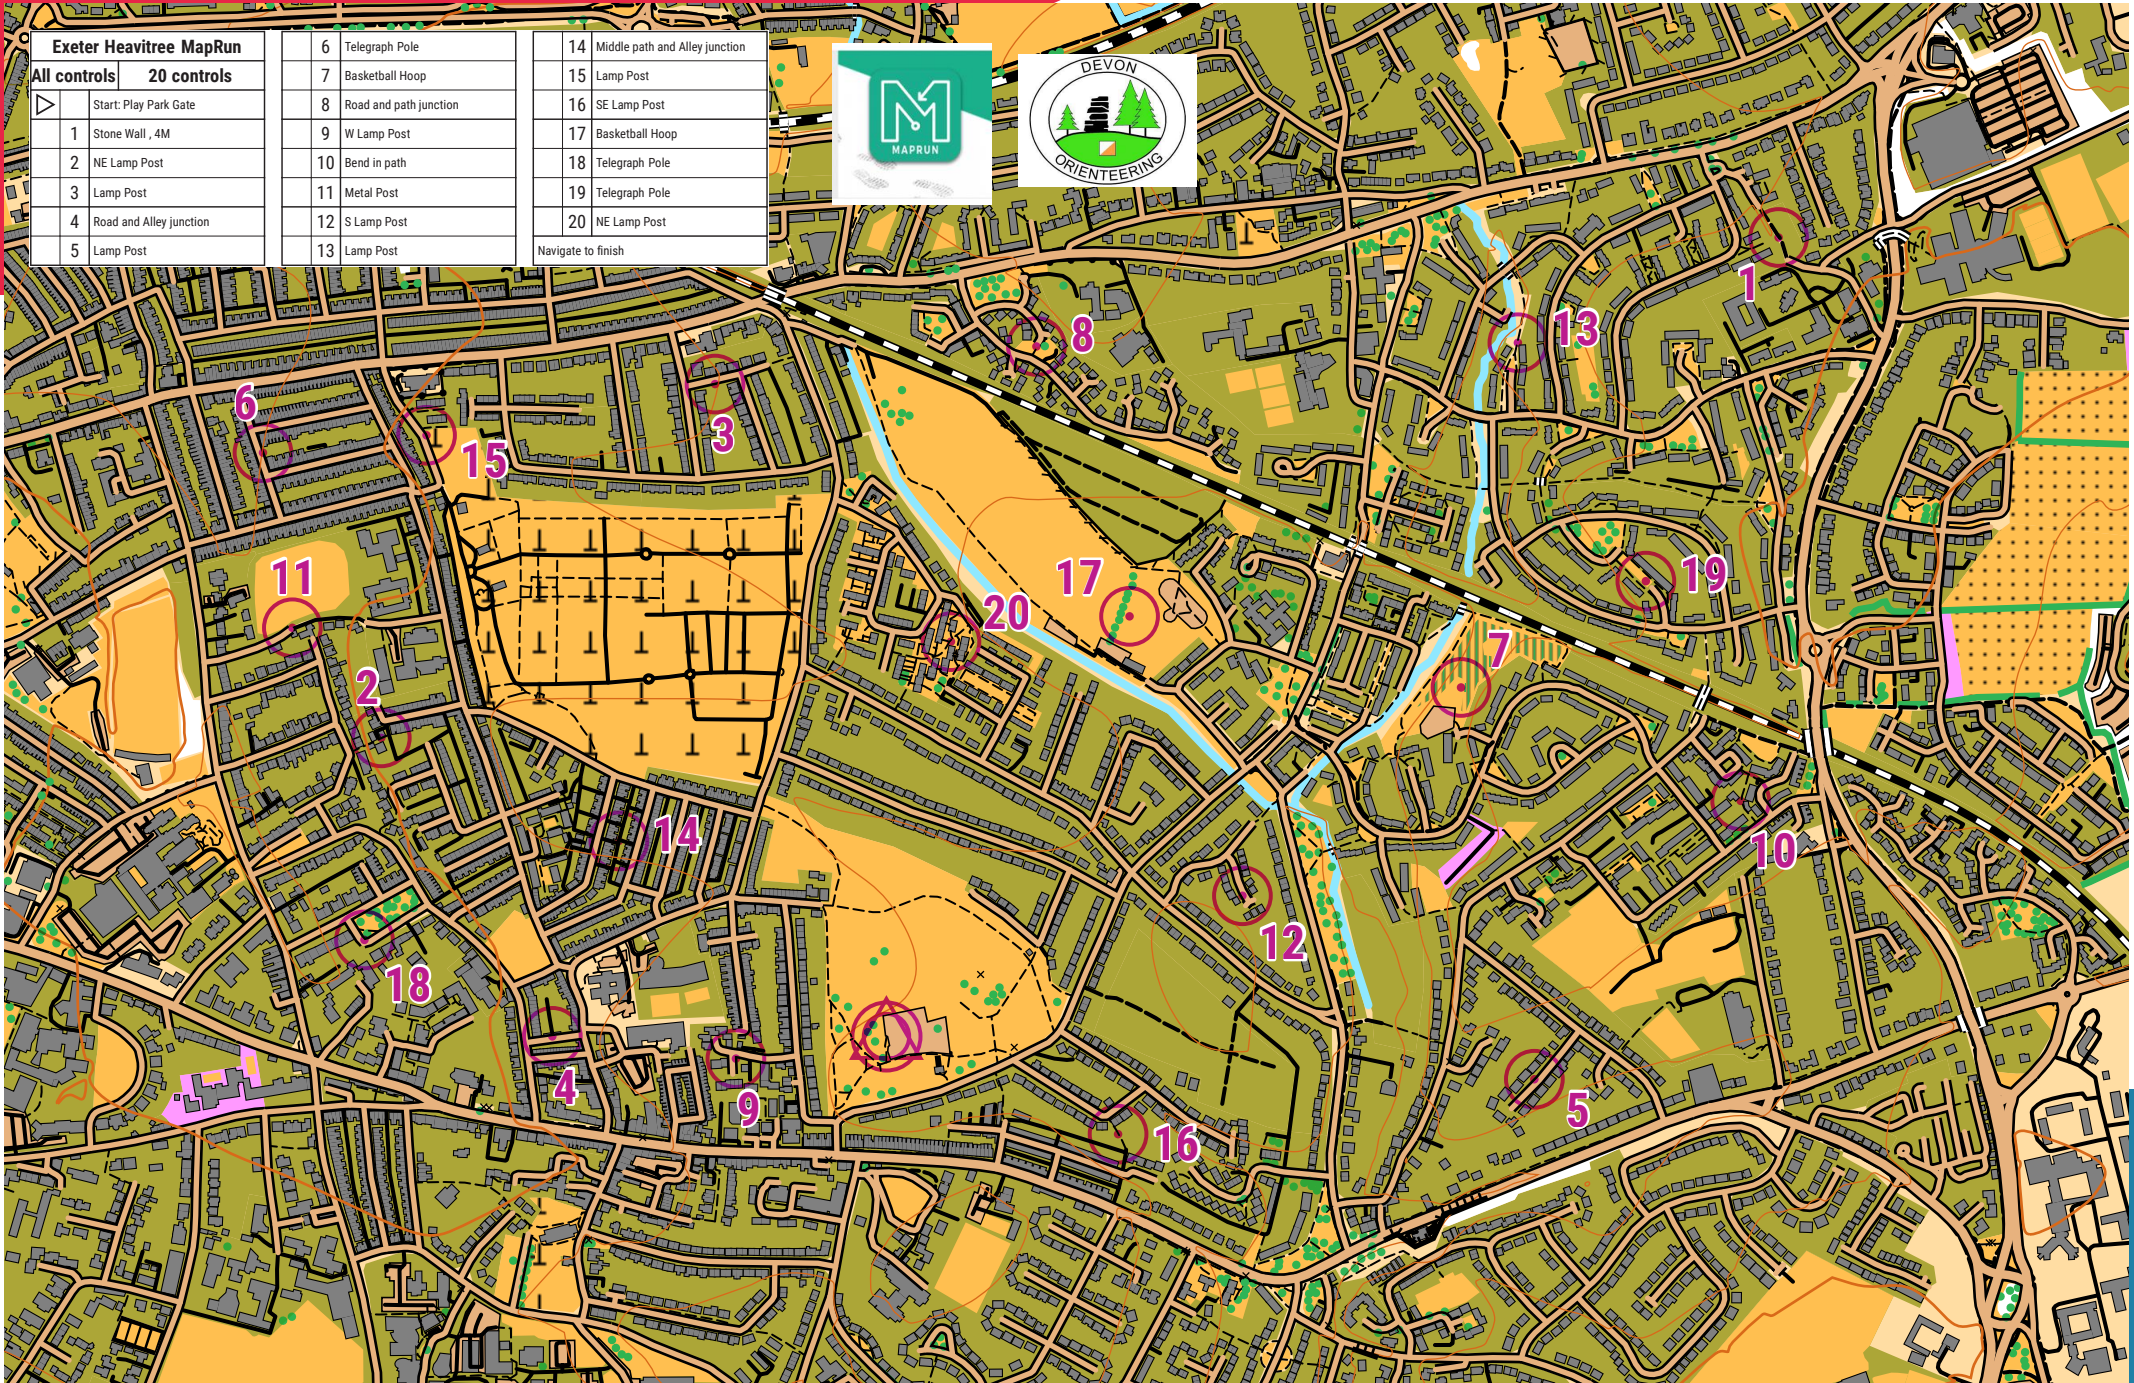 Exeter Heavitree MapRun
All controls 20 controls
Start: Play Park Gate
1 Stone Wall , 4M
2 NE Lamp Post
3 Lamp Post
4 Road and Alley junction
5 Lamp Post
6 Telegraph Pole
7 Basketball Hoop
8 Road and path junction
9 W Lamp Post
10 Bend in path
11 Metal Post
12 S Lamp Post
13 Lamp Post
14 Middle path and Alley junction
15 Lamp Post
16 SE Lamp Post
17 Basketball Hoop
18 Telegraph Pole
19 Telegraph Pole
20 NE Lamp Post
Navigate to finish
M
MAPRUN
DEVON
ORIENTEERING
1
13
8
6
3
15
11
17
19
20
7
2
14
10
12
18
4
9
5
16